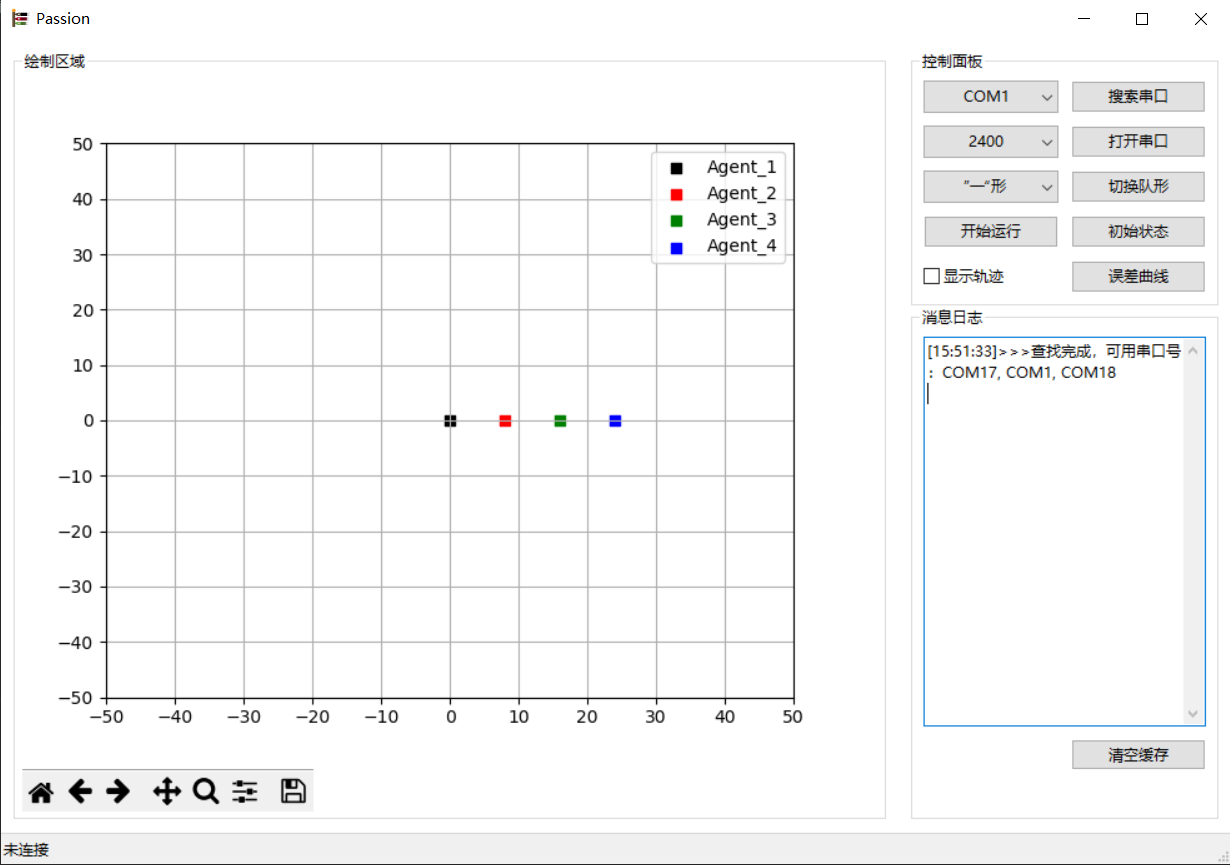 Passion
绘制区域
50
40
30
20
10
0
−10
−20
−30
−40
−50
−50 −40 −30 −20 −10 0 10 20 30 40 50
Agent_1
Agent_2
Agent_3
Agent_4
控制面板
COM1 搜索串口
2400 打开串口
"一"形 切换队形
开始运行 初始状态
显示轨迹 误差曲线
消息日志
[15:51:33]>>>查找完成，可用串口号
：COM17, COM1, COM18
清空缓存
未连接